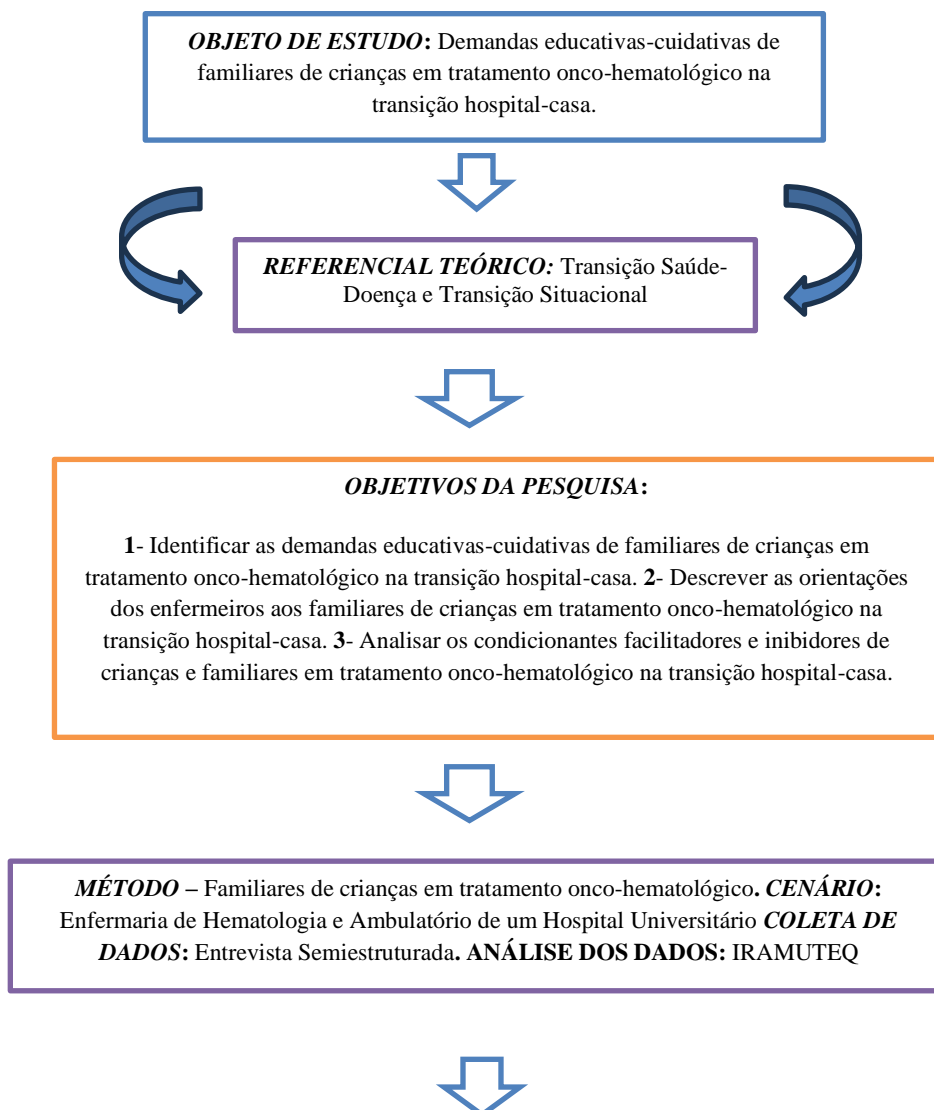 OBJETO DE ESTUDO: Demandas educativas-cuidativas de
familiares de crianças em tratamento onco-hematológico na
transição hospital-casa.
REFERENCIAL TEÓRICO: Transição Saúde-
Doença e Transição Situacional
OBJETIVOS DA PESQUISA:
1- Identificar as demandas educativas-cuidativas de familiares de crianças em
tratamento onco-hematológico na transição hospital-casa. 2- Descrever as orientações
dos enfermeiros aos familiares de crianças em tratamento onco-hematológico na
transição hospital-casa. 3- Analisar os condicionantes facilitadores e inibidores de
crianças e familiares em tratamento onco-hematológico na transição hospital-casa.
MÉTODO – Familiares de crianças em tratamento onco-hematológico. CENÁRIO:
Enfermaria de Hematologia e Ambulatório de um Hospital Universitário COLETA DE
DADOS: Entrevista Semiestruturada. ANÁLISE DOS DADOS: IRAMUTEQ